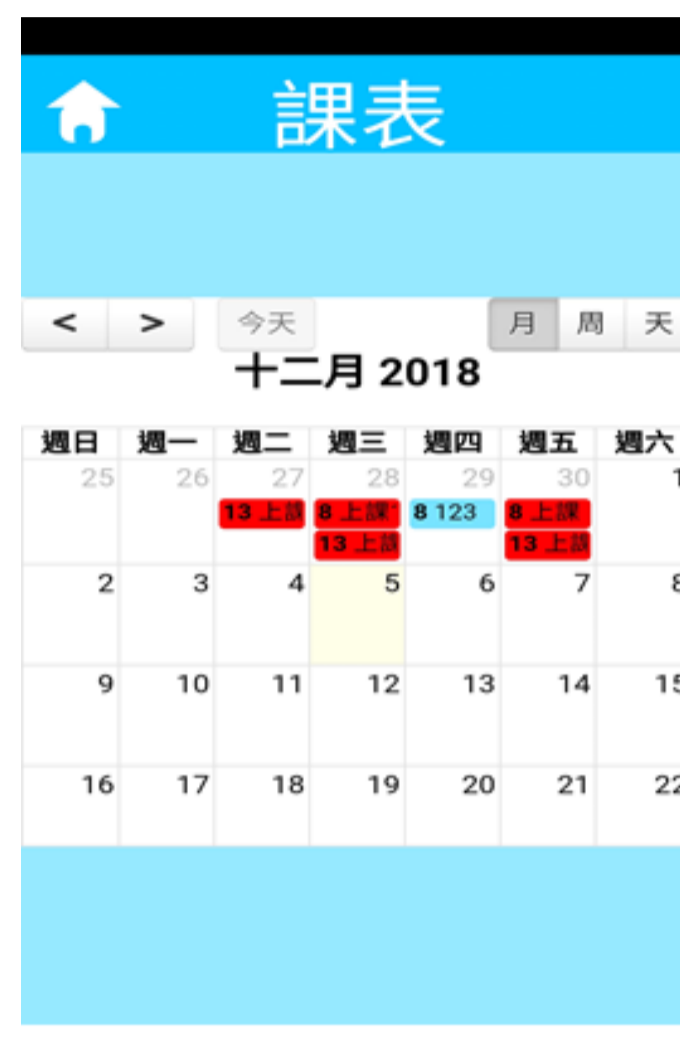 課表
< > 今天 月 周 天
十二月 2018
週日 週一 週二 週三 週四 週五 週六
25 26 27 28 29 30 1
13 上課 8 上課 8 123 8 上課
13 上課 13 上課
2 3 4 5 6 7 8
9 10 11 12 13 14 15
16 17 18 19 20 21 22